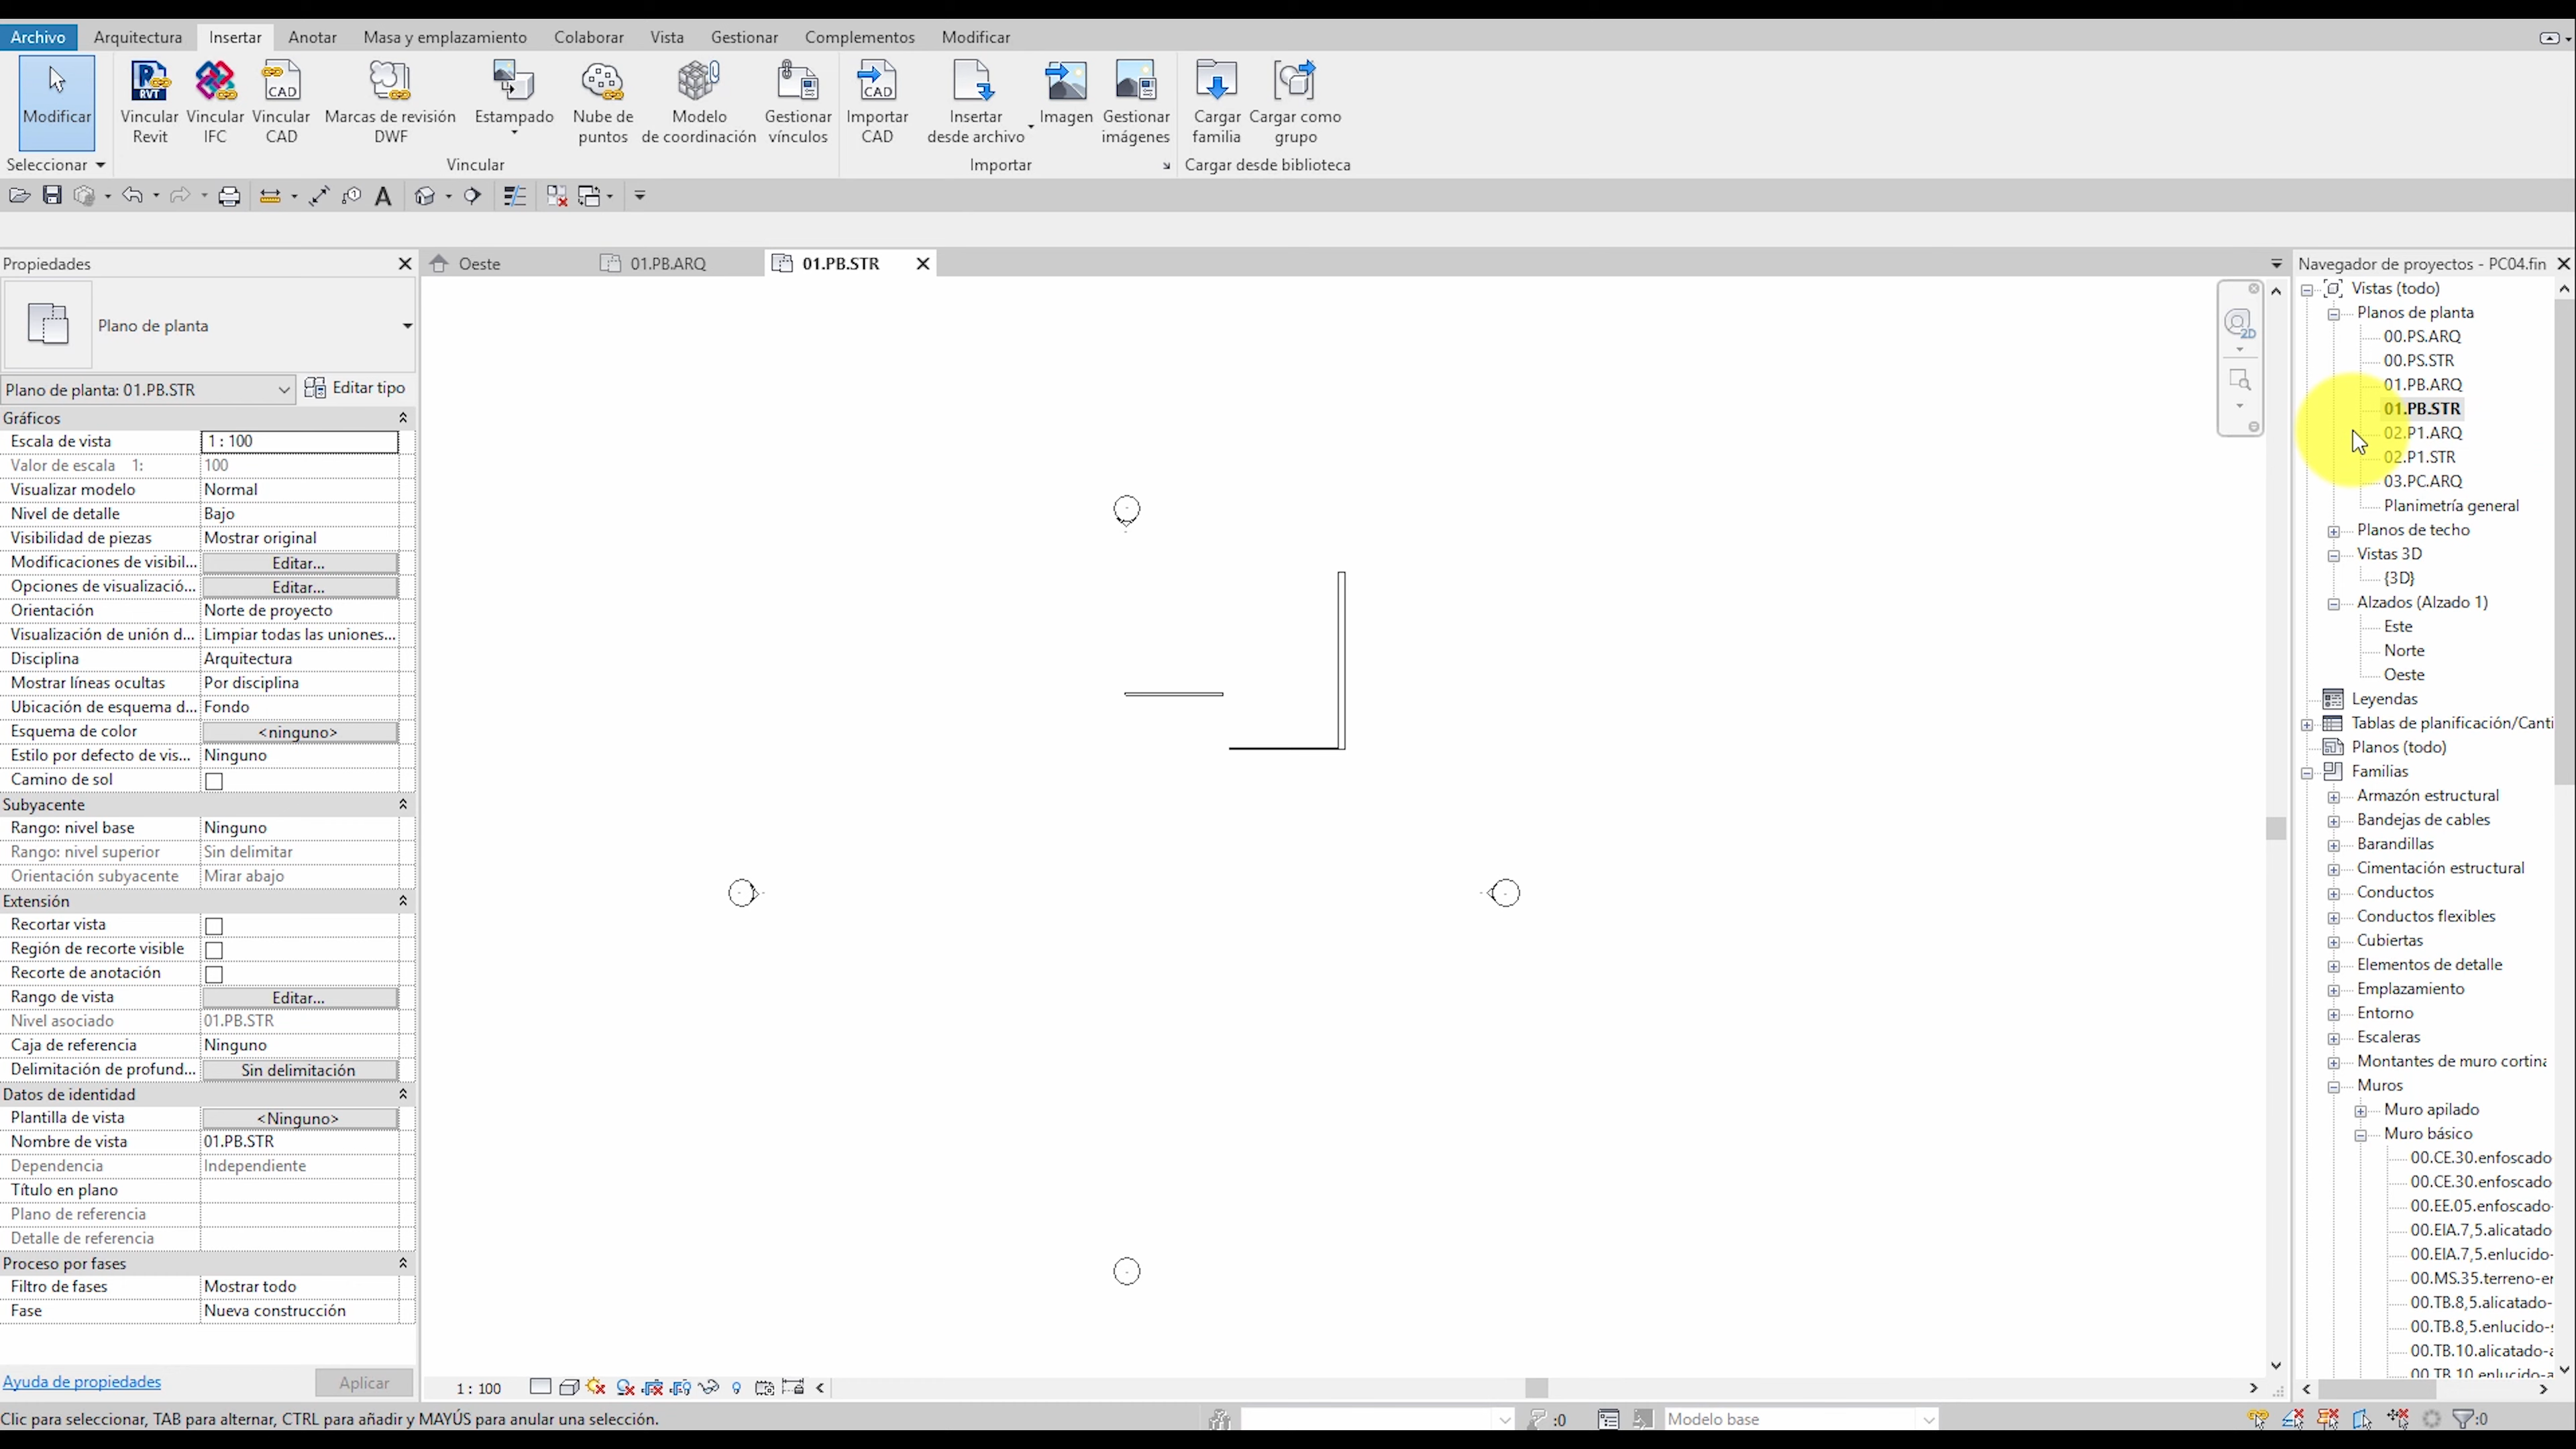 Archivo Arquitectura Insertar Anotar Masa y emplazamiento Colaborar Vista Gestionar Complementos Modificar
Modificar
Vincular Revit
Vincular IFC
Vincular CAD
Marcas de revisión DWF
Estampado
Nube de puntos
Modelo de coordinación
Gestionar vínculos
Importar CAD
Insertar desde archivo
Imagen
Gestionar imágenes
Cargar familia
Cargar como grupo
Seleccionar
Vincular
Importar
Cargar desde biblioteca
Propiedades
Plano de planta
Plano de planta: 01.PB.STR Editar tipo
Gráficos
Escala de vista 1 : 100
Valor de escala 1: 100
Visualizar modelo Normal
Nivel de detalle Bajo
Visibilidad de piezas Mostrar original
Modificaciones de visibil... Editar...
Opciones de visualizació... Editar...
Orientación Norte de proyecto
Visualización de unión d... Limpiar todas las uniones...
Disciplina Arquitectura
Mostrar líneas ocultas Por disciplina
Ubicación de esquema d... Fondo
Esquema de color <ninguno>
Estilo por defecto de vis... Ninguno
Camino de sol
Subyacente
Rango: nivel base Ninguno
Rango: nivel superior Sin delimitar
Orientación subyacente Mirar abajo
Extensión
Recortar vista
Región de recorte visible
Recorte de anotación
Rango de vista Editar...
Nivel asociado 01.PB.STR
Caja de referencia Ninguno
Delimitación de profund... Sin delimitación
Datos de identidad
Plantilla de vista <Ninguno>
Nombre de vista 01.PB.STR
Dependencia Independiente
Título en plano
Plano de referencia
Detalle de referencia
Proceso por fases
Filtro de fases Mostrar todo
Fase Nueva construcción
Ayuda de propiedades Aplicar
Oeste 01.PB.ARQ 01.PB.STR
2D
1 : 100
Navegador de proyectos - PC04.fin
Vistas (todo)
Planos de planta
00.PS.ARQ
00.PS.STR
01.PB.ARQ
01.PB.STR
02.P1.ARQ
02.P1.STR
03.PC.ARQ
Planimetría general
Planos de techo
Vistas 3D
{3D}
Alzados (Alzado 1)
Este
Norte
Oeste
Leyendas
Tablas de planificación/Canti
Planos (todo)
Familias
Armazón estructural
Bandejas de cables
Barandillas
Cimentación estructural
Conductos
Conductos flexibles
Cubiertas
Elementos de detalle
Emplazamiento
Entorno
Escaleras
Montantes de muro cortina
Muros
Muro apilado
Muro básico
00.CE.30.enfoscado
00.CE.30.enfoscado
00.EE.05.enfoscado-
00.EIA.7,5.alicatado
00.EIA.7,5.enlucido-
00.MS.35.terreno-er
00.TB.8,5.alicatado-
00.TB.8,5.enlucido-s
00.TB.10.alicatado-a
00.TB.10.enlucido-a
Clic para seleccionar, TAB para alternar, CTRL para añadir y MAYÚS para anular una selección. :0 Modelo base :0